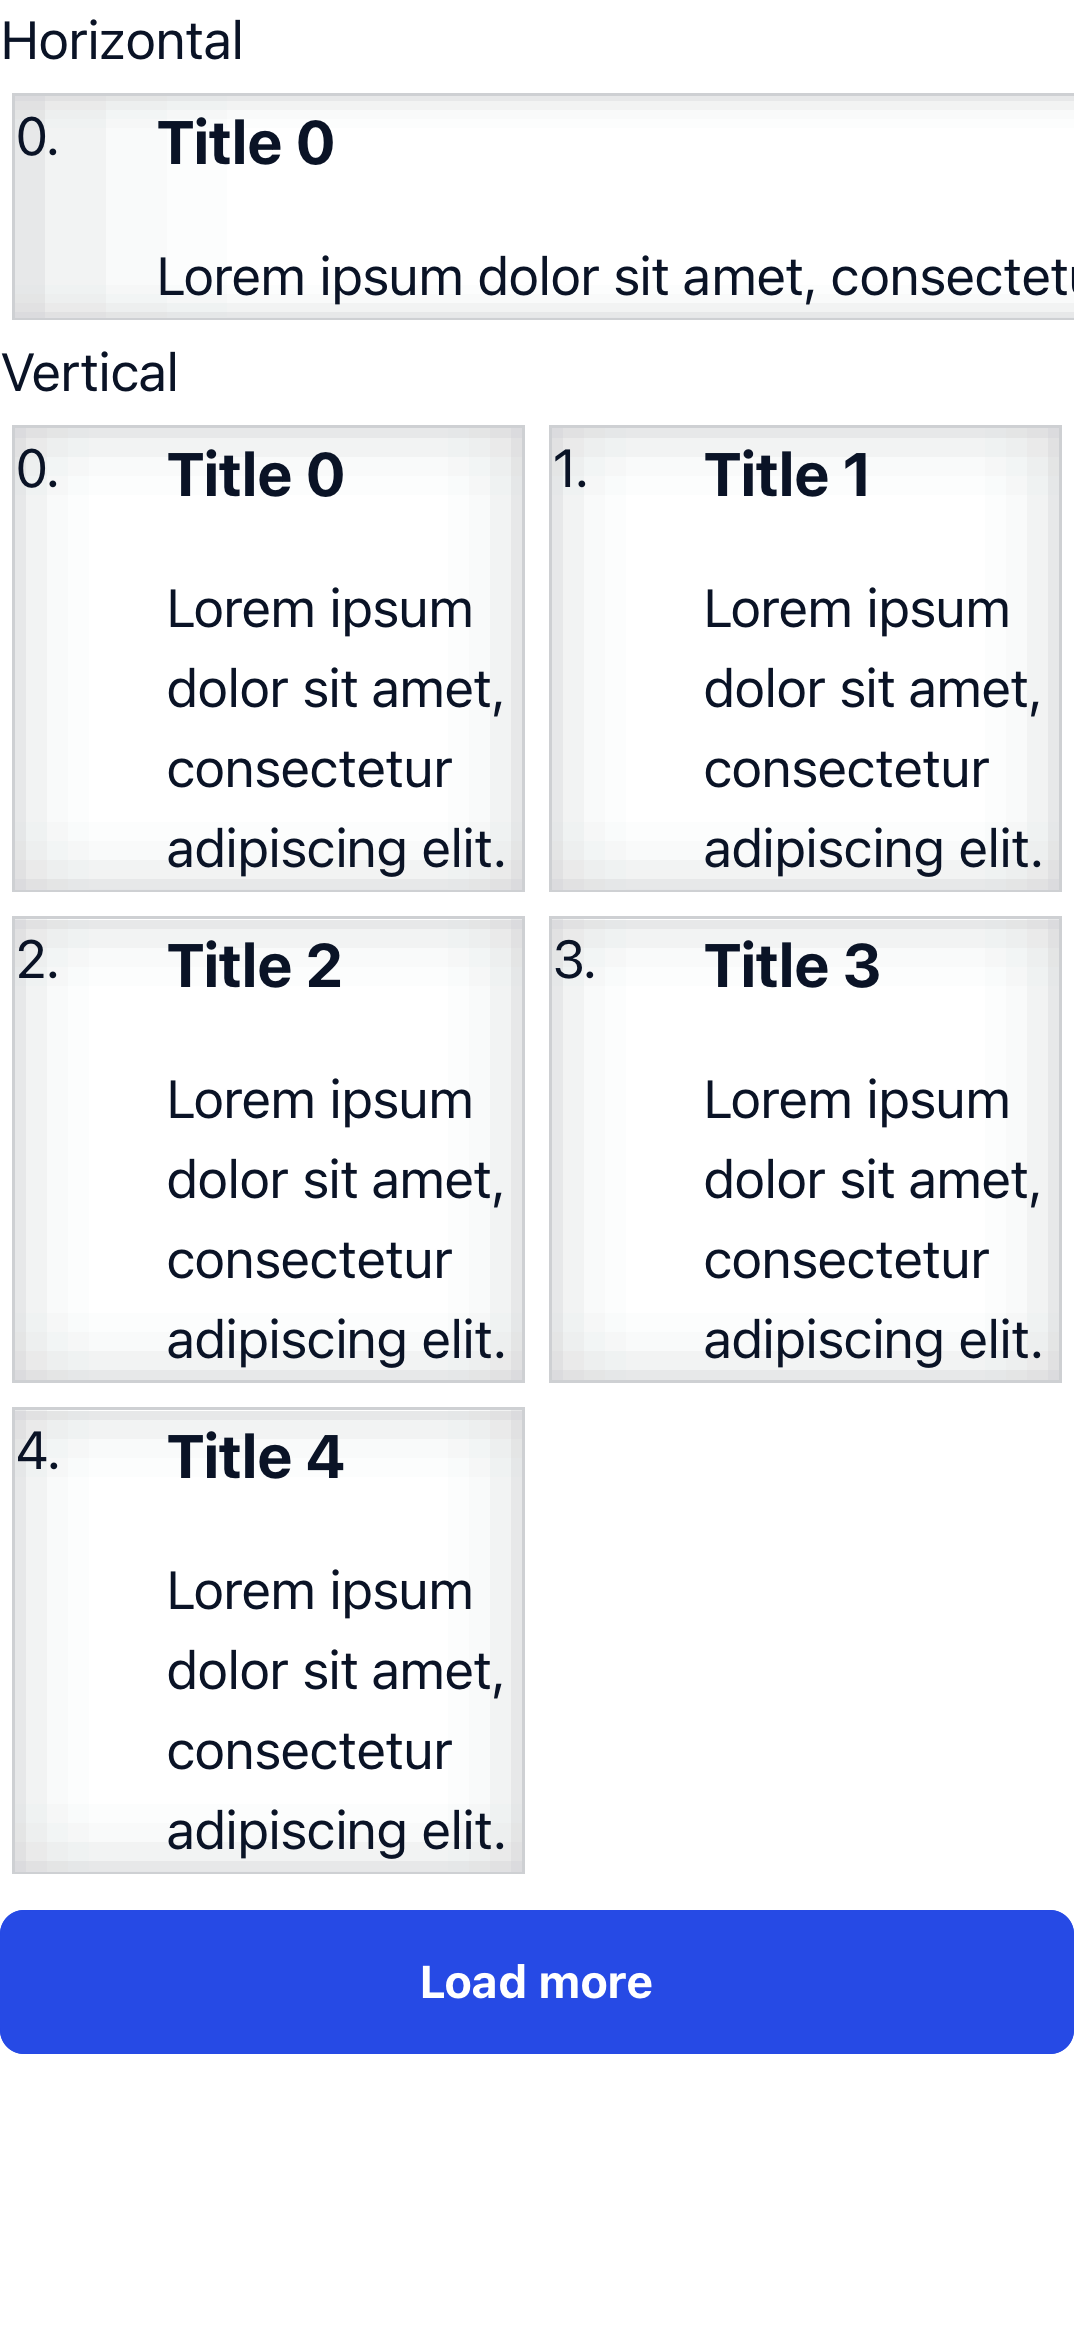 Horizontal
0. Title 0
Lorem ipsum dolor sit amet,
Vertical
0. Title 0
Lorem ipsum
dolor sit amet,
consectetur
adipiscing elit.
1. Title 1
Lorem ipsum
dolor sit amet,
consectetur
adipiscing elit.
2. Title 2
Lorem ipsum
dolor sit amet,
consectetur
adipiscing elit.
3. Title 3
Lorem ipsum
dolor sit amet,
consectetur
adipiscing elit.
4. Title 4
Lorem ipsum
dolor sit amet,
consectetur
adipiscing elit.
Load more